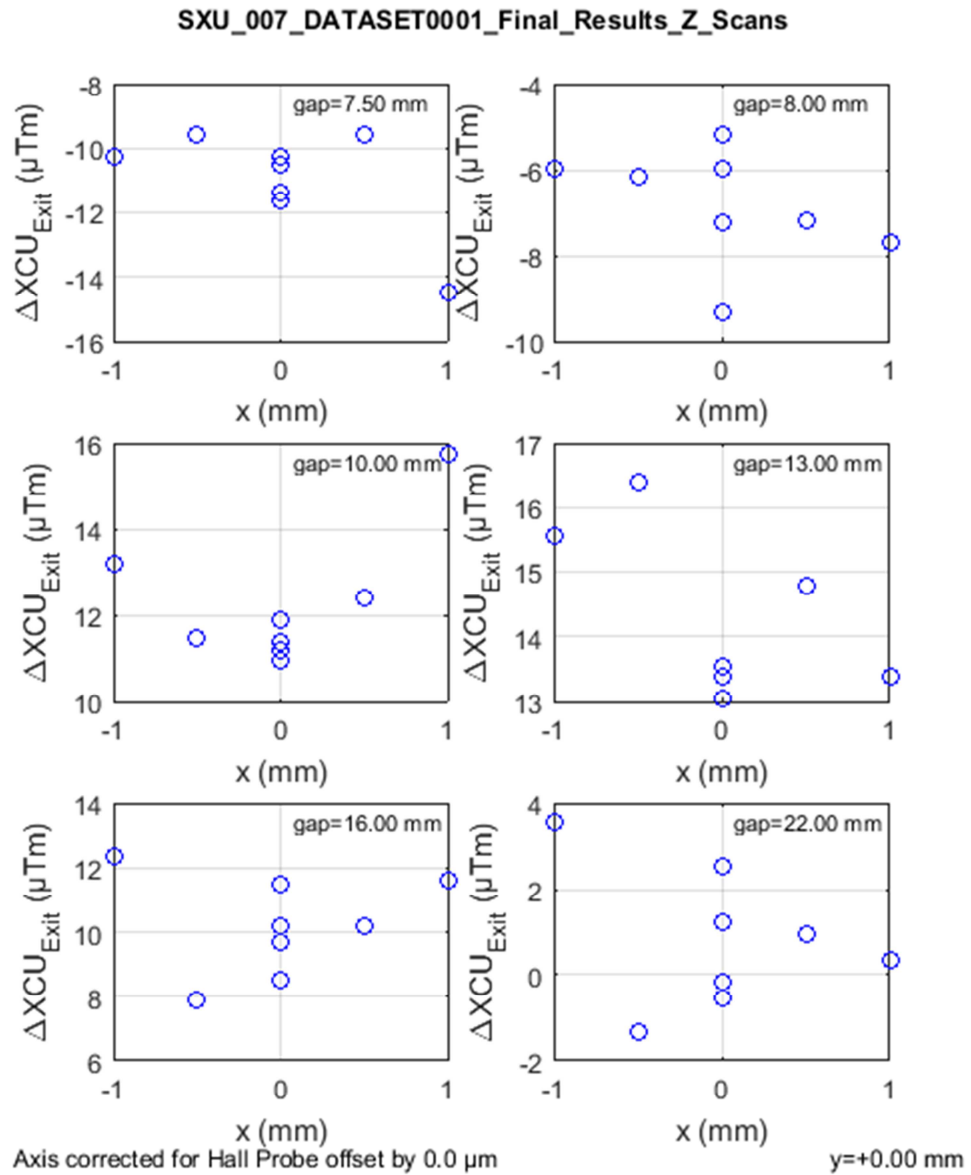 SXU_007_DATASET0001_Final_Results_Z_Scans
-8
-10
-12
-14
-16
ΔXCU_Exit (µTm)
gap=7.50 mm
-1 0 1
x (mm)
-4
-6
-8
-10
ΔXCU_Exit (µTm)
gap=8.00 mm
-1 0 1
x (mm)
16
14
12
10
ΔXCU_Exit (µTm)
gap=10.00 mm
-1 0 1
x (mm)
17
16
15
14
13
ΔXCU_Exit (µTm)
gap=13.00 mm
-1 0 1
x (mm)
14
12
10
8
6
ΔXCU_Exit (µTm)
gap=16.00 mm
-1 0 1
x (mm)
4
2
0
-2
ΔXCU_Exit (µTm)
gap=22.00 mm
-1 0 1
x (mm)
Axis corrected for Hall Probe offset by 0.0 µm
y=+0.00 mm